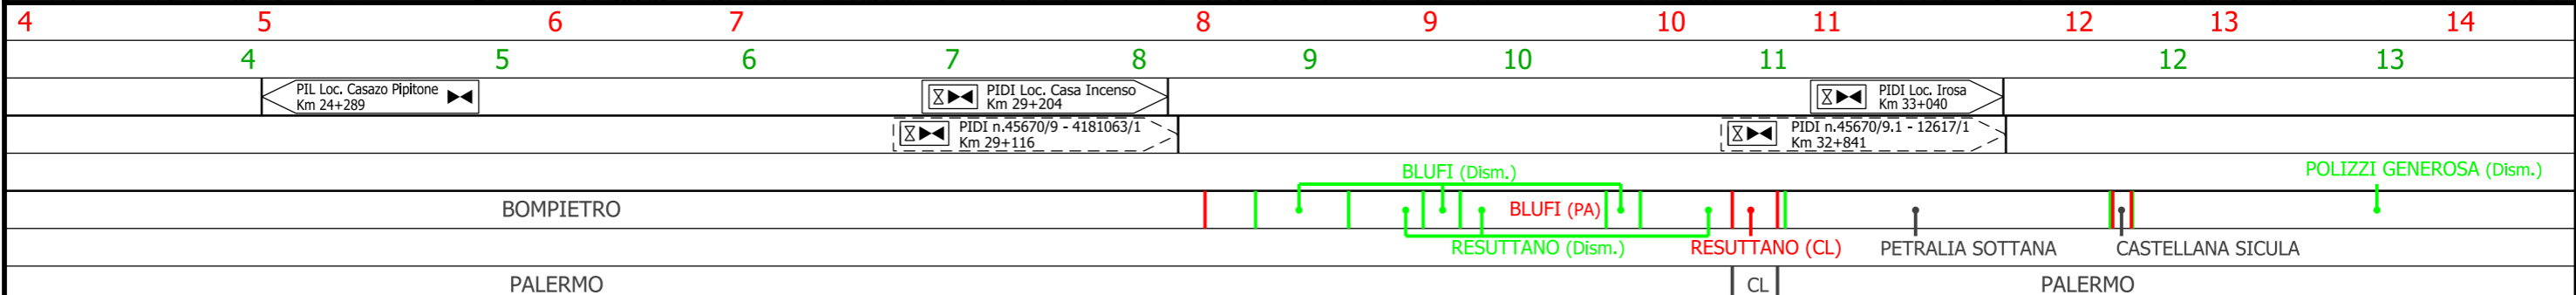 4 5 6 7 8 9 10 11 12 13 14
4 5 6 7 8 9 10 11 12 13
PIL Loc. Casazo Pipitone
Km 24+289
PIDI Loc. Casa Incenso
Km 29+204
PIDI Loc. Irosa
Km 33+040
PIDI n.45670/9 - 4181063/1
Km 29+116
PIDI n.45670/9.1 - 12617/1
Km 32+841
BLUFI (Dism.)
POLIZZI GENEROSA (Dism.)
BOMPIETRO
BLUFI (PA)
RESUTTANO (Dism.)
RESUTTANO (CL)
PETRALIA SOTTANA
CASTELLANA SICULA
PALERMO
CL
PALERMO